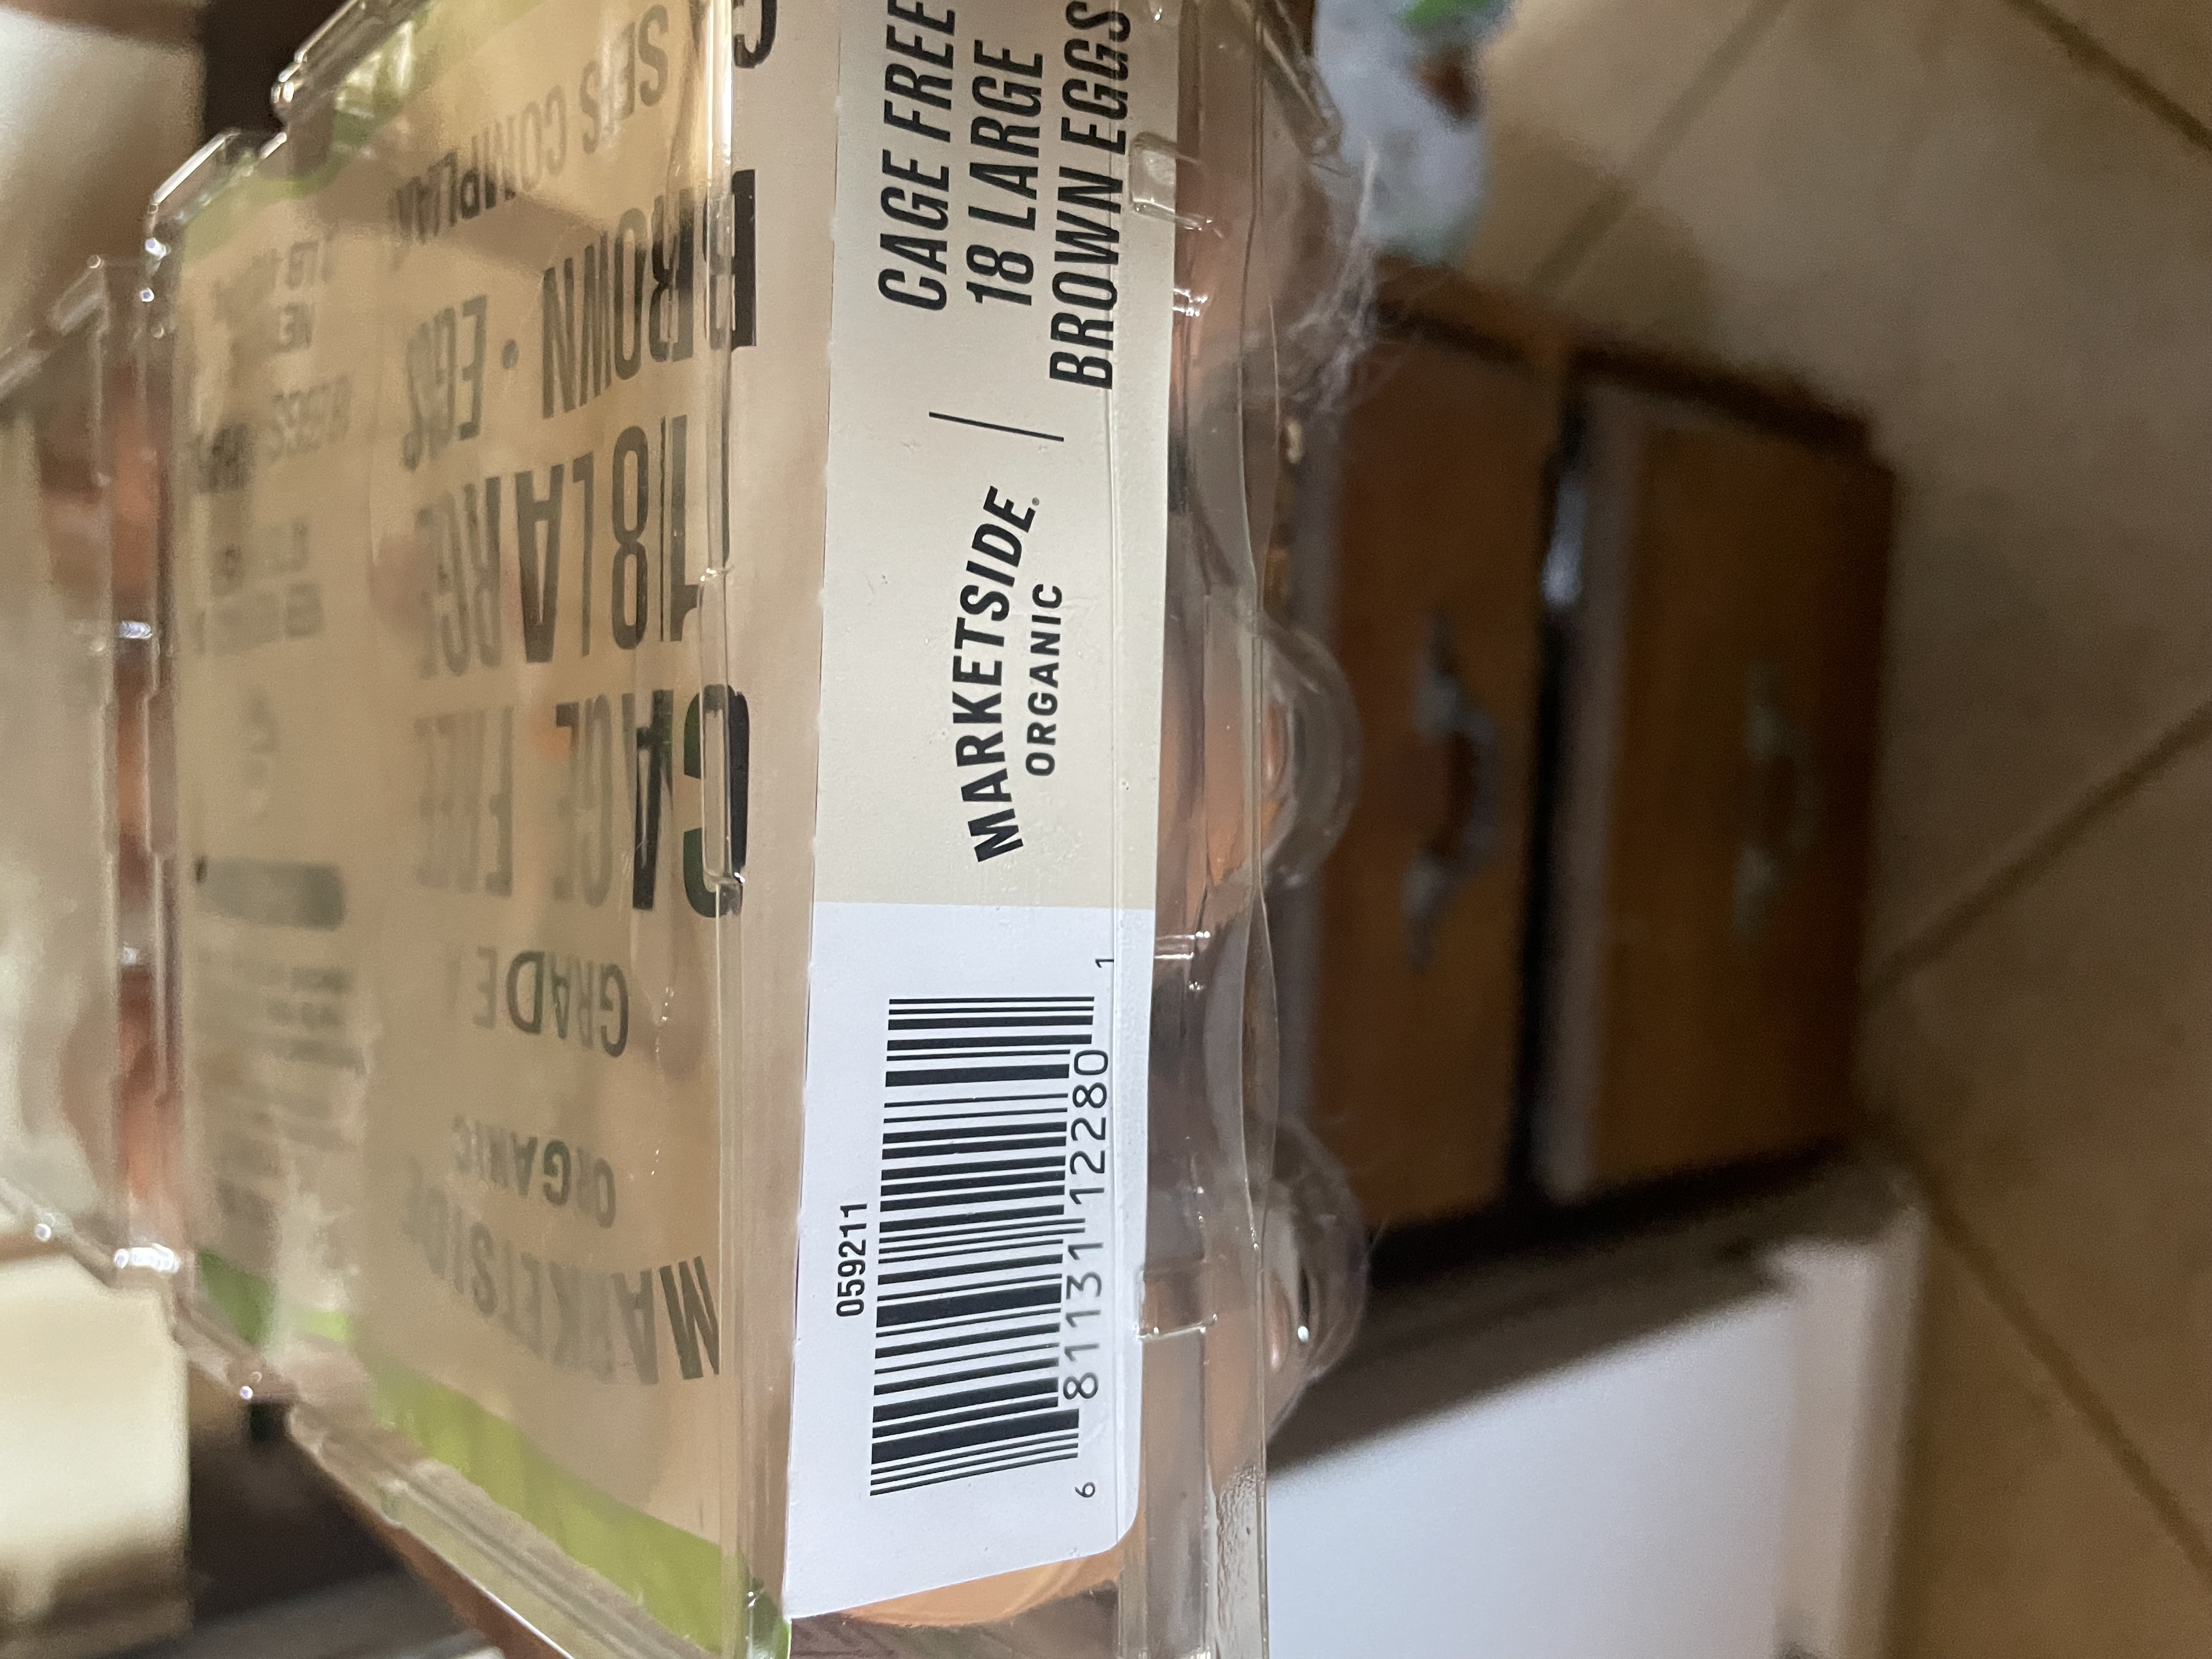 CAGE FREE
18 LARGE
BROWN EGGS
MARKETSIDE®
ORGANIC
059211
6 81131 12280 1
MARKETSIDE
ORGANIC
GRADE A
CAGE FREE
18 LARGE
BROWN • EGGS